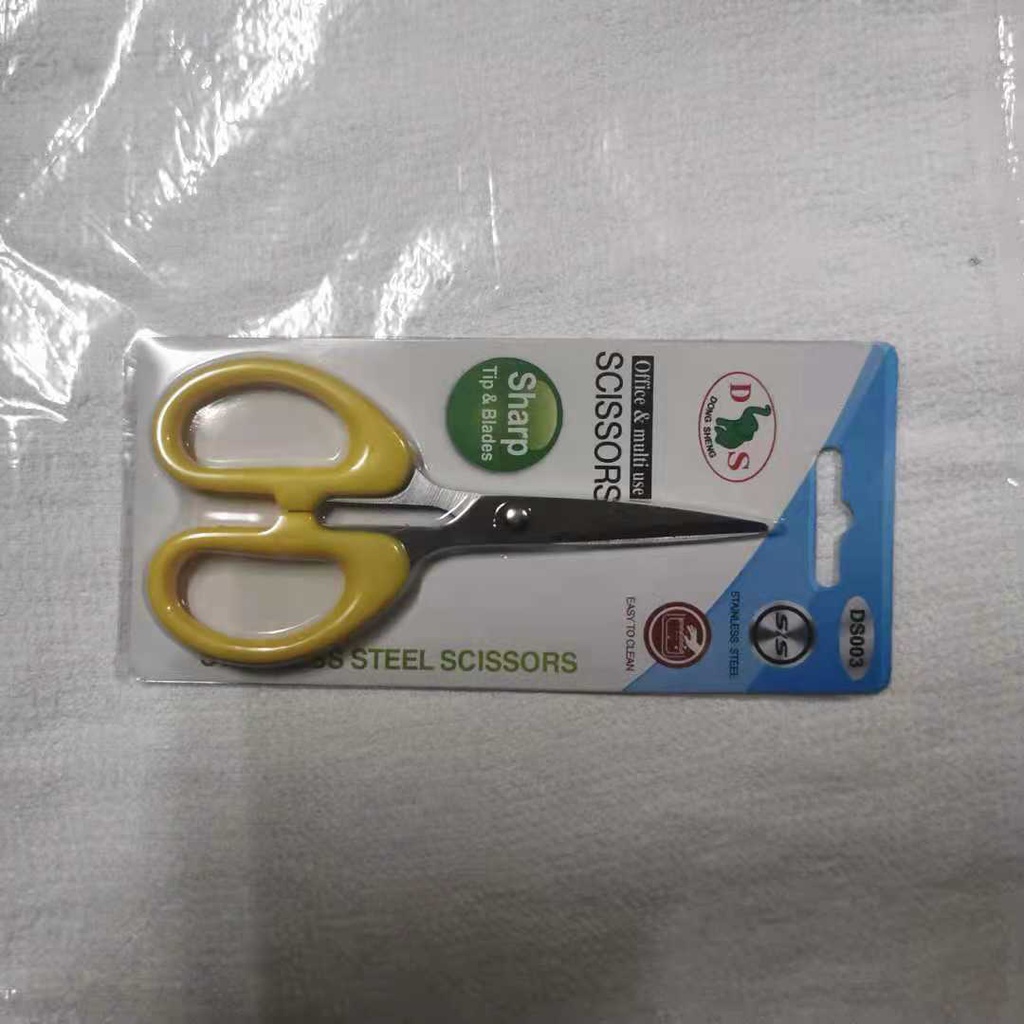 D S
DONG SHENG
Office & multi use
SCISSORS
Sharp
Tip & Blades
DS003
S/S
STAINLESS STEEL
EASY TO CLEAN
STEEL SCISSORS